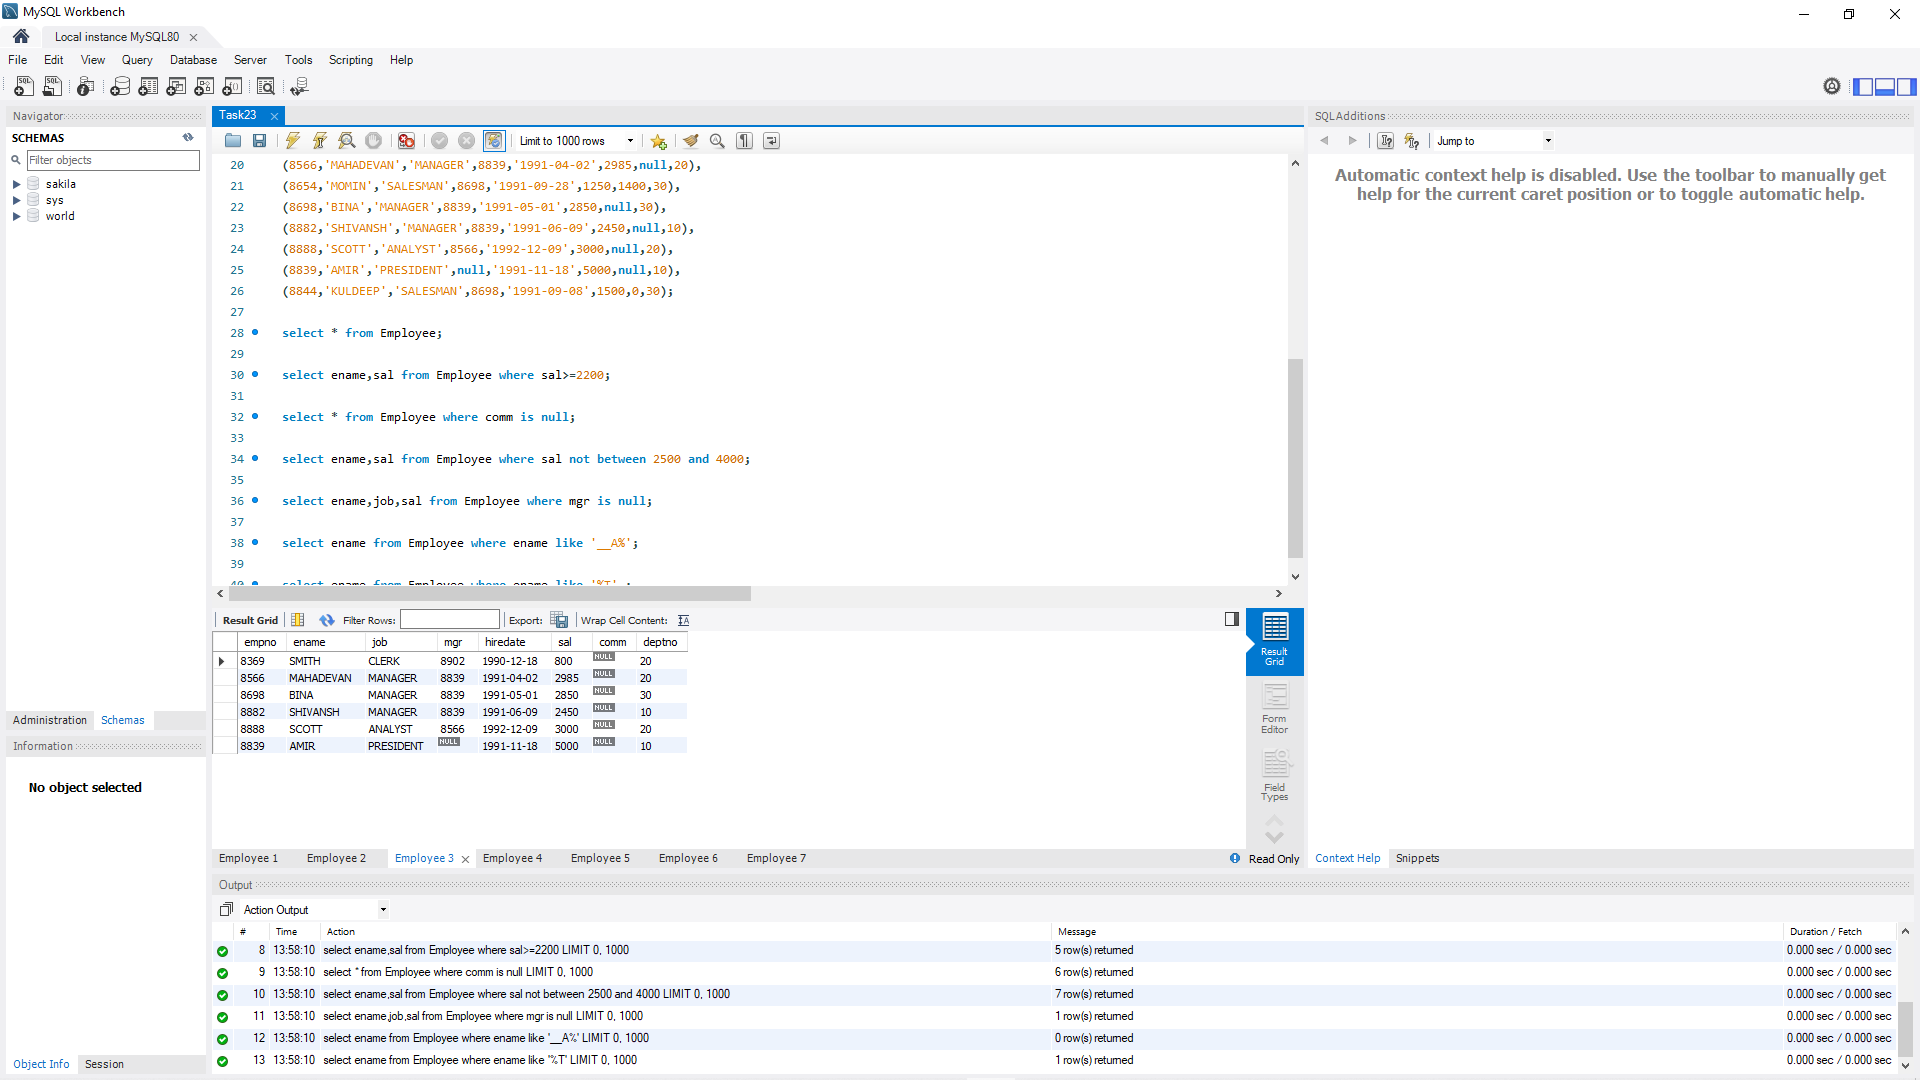 MySQL Workbench
Local instance MySQL80
File Edit View Query Database Server Tools Scripting Help
Navigator
SCHEMAS
Filter objects
sakila
sys
world
Administration Schemas
Information
No object selected
Object Info Session
Task23
Limit to 1000 rows
20 (8566,'MAHADEVAN','MANAGER',8839,'1991-04-02',2985,null,20),
21 (8654,'MOMIN','SALESMAN',8698,'1991-09-28',1250,1400,30),
22 (8698,'BINA','MANAGER',8839,'1991-05-01',2850,null,30),
23 (8882,'SHIVANSH','MANAGER',8839,'1991-06-09',2450,null,10),
24 (8888,'SCOTT','ANALYST',8566,'1992-12-09',3000,null,20),
25 (8839,'AMIR','PRESIDENT',null,'1991-11-18',5000,null,10),
26 (8844,'KULDEEP','SALESMAN',8698,'1991-09-08',1500,0,30);
27
28 select * from Employee;
29
30 select ename,sal from Employee where sal>=2200;
31
32 select * from Employee where comm is null;
33
34 select ename,sal from Employee where sal not between 2500 and 4000;
35
36 select ename,job,sal from Employee where mgr is null;
37
38 select ename from Employee where ename like '__A%';
39
40 select ename from Employee where ename like '%T' ;
Result Grid Filter Rows: Export: Wrap Cell Content:
empno ename job mgr hiredate sal comm deptno
8369 SMITH CLERK 8902 1990-12-18 800 NULL 20
8566 MAHADEVAN MANAGER 8839 1991-04-02 2985 NULL 20
8698 BINA MANAGER 8839 1991-05-01 2850 NULL 30
8882 SHIVANSH MANAGER 8839 1991-06-09 2450 NULL 10
8888 SCOTT ANALYST 8566 1992-12-09 3000 NULL 20
8839 AMIR PRESIDENT NULL 1991-11-18 5000 NULL 10
Result
Grid
Form
Editor
Field
Types
Employee 1 Employee 2 Employee 3 Employee 4 Employee 5 Employee 6 Employee 7
Read Only
SQLAdditions
Jump to
Automatic context help is disabled. Use the toolbar to manually get
help for the current caret position or to toggle automatic help.
Context Help Snippets
Output
Action Output
# Time Action Message Duration / Fetch
8 13:58:10 select ename,sal from Employee where sal>=2200 LIMIT 0, 1000 5 row(s) returned 0.000 sec / 0.000 sec
9 13:58:10 select * from Employee where comm is null LIMIT 0, 1000 6 row(s) returned 0.000 sec / 0.000 sec
10 13:58:10 select ename,sal from Employee where sal not between 2500 and 4000 LIMIT 0, 1000 7 row(s) returned 0.000 sec / 0.000 sec
11 13:58:10 select ename,job,sal from Employee where mgr is null LIMIT 0, 1000 1 row(s) returned 0.000 sec / 0.000 sec
12 13:58:10 select ename from Employee where ename like '__A%' LIMIT 0, 1000 0 row(s) returned 0.000 sec / 0.000 sec
13 13:58:10 select ename from Employee where ename like '%T' LIMIT 0, 1000 1 row(s) returned 0.000 sec / 0.000 sec